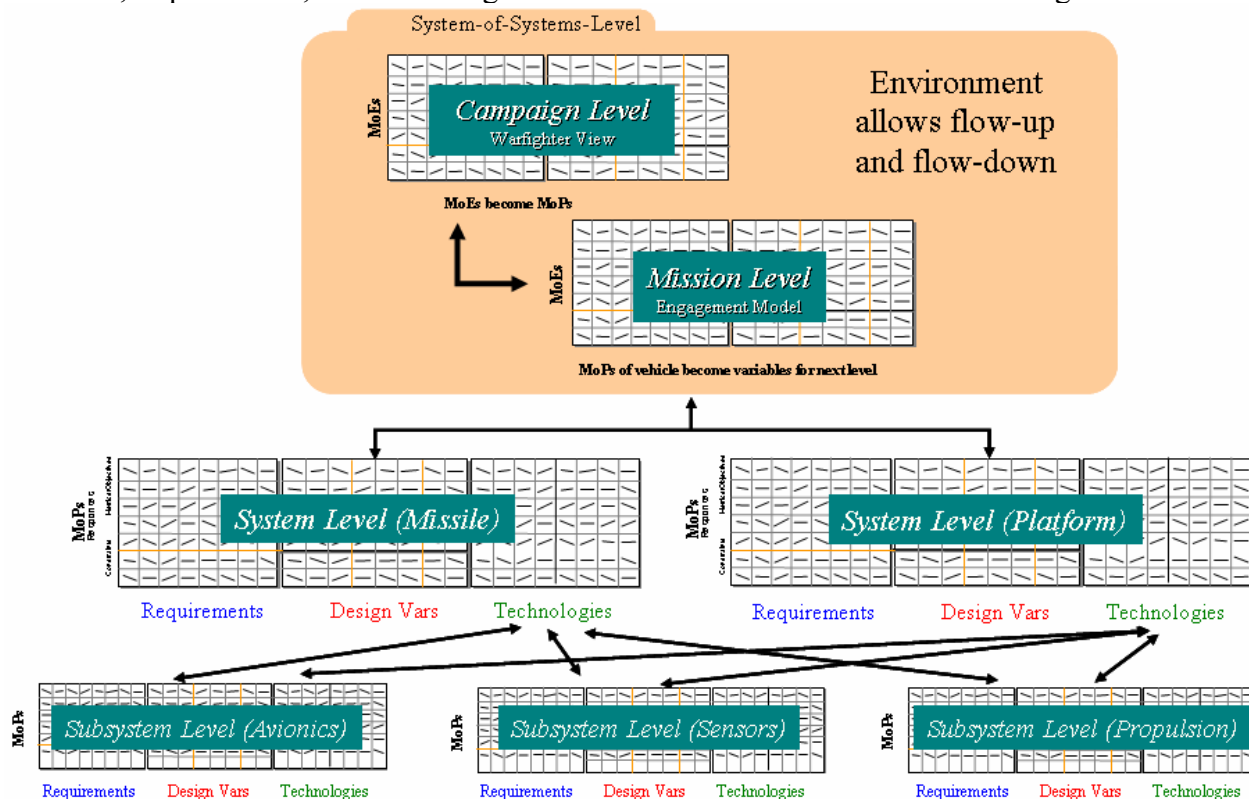 System-of-Systems-Level
MoEs
Campaign Level
Warfighter View
Environment
allows flow-up
and flow-down
MoEs become MoPs
MoEs
Mission Level
Engagement Model
MoPs of vehicle become variables for next level
MoPs
Constraints
System Level (Missile)
MoPs
Constraints
System Level (Platform)
Requirements
Design Vars
Technologies
Requirements
Design Vars
Technologies
MoPs
Subsystem Level (Avionics)
MoPs
Subsystem Level (Sensors)
MoPs
Subsystem Level (Propulsion)
Requirements
Design Vars
Technologies
Requirements
Design Vars
Technologies
Requirements
Design Vars
Technologies